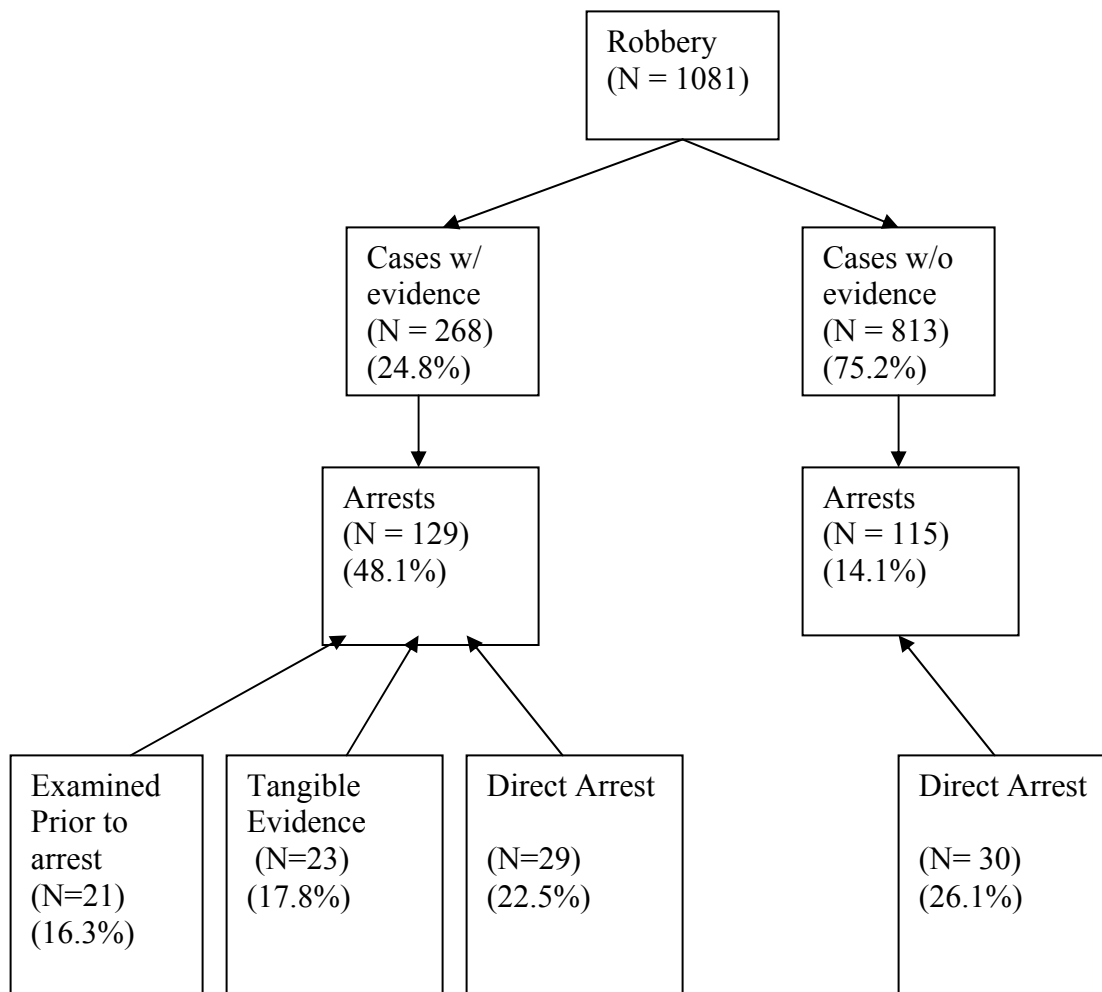 Robbery
(N = 1081)
Cases w/
evidence
(N = 268)
(24.8%)
Cases w/o
evidence
(N = 813)
(75.2%)
Arrests
(N = 129)
(48.1%)
Arrests
(N = 115)
(14.1%)
Examined
Prior to
arrest
(N=21)
(16.3%)
Tangible
Evidence
(N=23)
(17.8%)
Direct Arrest
(N=29)
(22.5%)
Direct Arrest
(N= 30)
(26.1%)